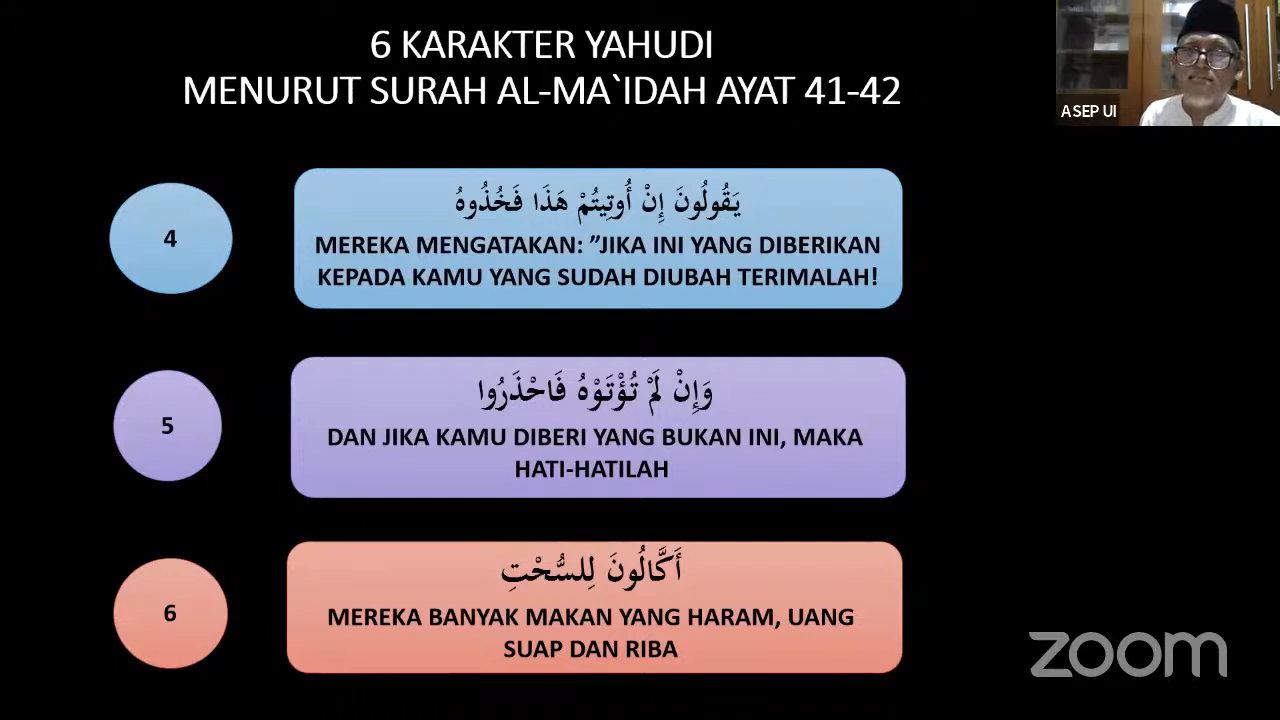 6 KARAKTER YAHUDI
MENURUT SURAH AL-MA`IDAH AYAT 41-42
ASEP UI
4
يَقُولُونَ إِنْ أُوتِيتُمْ هَذَا فَخُذُوهُ
MEREKA MENGATAKAN: ”JIKA INI YANG DIBERIKAN
KEPADA KAMU YANG SUDAH DIUBAH TERIMALAH!
5
وَإِنْ لَمْ تُؤْتَوْهُ فَاحْذَرُوا
DAN JIKA KAMU DIBERI YANG BUKAN INI, MAKA
HATI-HATILAH
6
أَكَّالُونَ لِلسُّحْتِ
MEREKA BANYAK MAKAN YANG HARAM, UANG
SUAP DAN RIBA
zoom